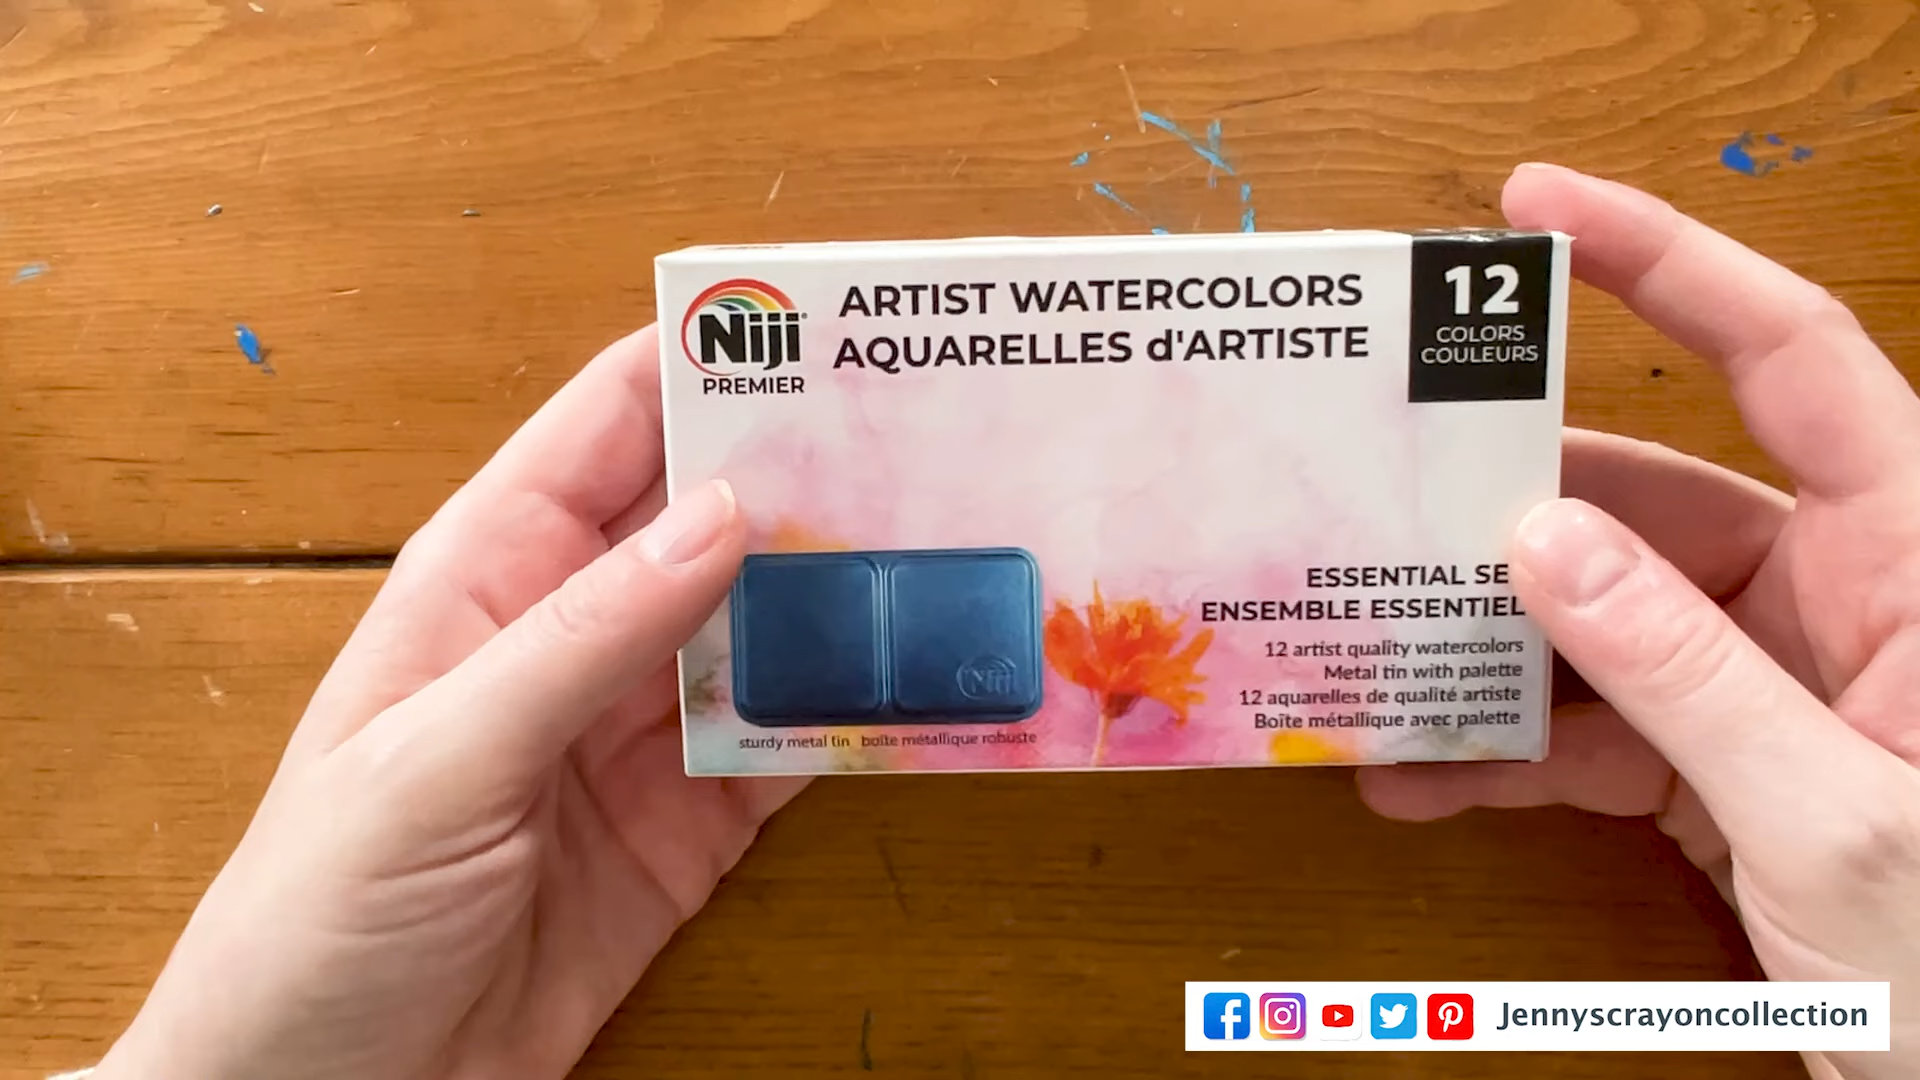 Niji
PREMIER
ARTIST WATERCOLORS
AQUARELLES d'ARTISTE
12
COLORS
COULEURS
ESSENTIAL SE
ENSEMBLE ESSENTIEL
12 artist quality watercolors
Metal tin with palette
12 aquarelles de qualité artiste
Boîte métallique avec palette
Niji
sturdy metal tin boîte métallique robuste
Jennyscrayoncollection